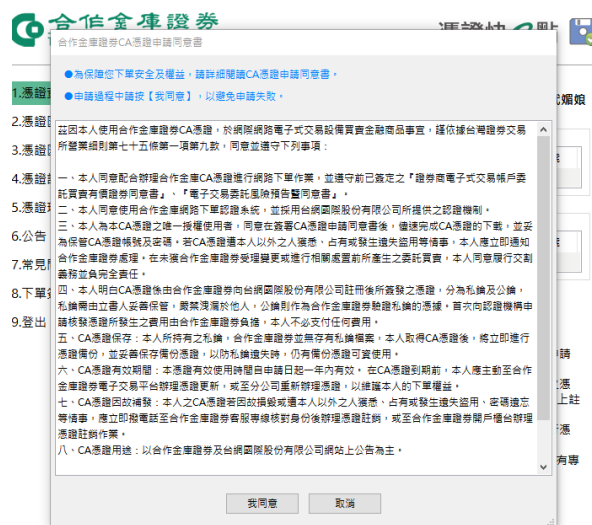 合作金庫證券
憑證快e點
合作金庫證券CA憑證申請同意書
●為保障您下單安全及權益，請詳細閱讀CA憑證申請同意書。
●申請過程中請按【我同意】，以避免申請失敗。
茲因本人使用合作金庫證券CA憑證，於網際網路電子式交易設備買賣金融商品事宜，謹依據台灣證券交易
所營業細則第七十五條第一項第九款，同意並遵守下列事項：
一、本人同意配合辦理合作金庫CA憑證進行網路下單作業，並遵守前已簽定之『證券商電子式交易帳戶委
託買賣有價證券同意書』、『電子交易委託風險預告暨同意書』。
二、本人同意使用合作金庫網路下單認證系統，並採用台網國際股份有限公司所提供之認證機制。
三、本人為本CA憑證之唯一授權使用者，同意在簽署CA憑證申請同意書後，儘速完成CA憑證的下載，並妥
為保管CA憑證帳號及密碼。若CA憑證遭本人以外之人獲悉、占有或發生遺失盜用等情事，本人應立即通知
合作金庫證券處理。在未獲合作金庫證券受理變更或進行相關處置前所產生之委託買賣，本人同意履行交割
義務並負完全責任。
四、本人明白CA憑證係由合作金庫證券向台網國際股份有限公司註冊後所簽發之憑證，分為私鑰及公鑰，
私鑰需由立書人妥善保管，嚴禁洩漏於他人，公鑰則作為合作金庫證券驗證私鑰的憑據。首次向認證機構申
請核發憑證所發生之費用由合作金庫證券負擔，本人不必支付任何費用。
五、CA憑證保存：本人所持有之私鑰，合作金庫證券並無存有私鑰檔案，本人取得CA憑證後，將立即進行
憑證備份，並妥善保存備份憑證，以防私鑰遺失時，仍有備份憑證可資使用。
六、CA憑證有效期間：本憑證有效使用時間自申請日起一年內有效。在CA憑證到期前，本人應主動至合作
金庫證券電子交易平台辦理憑證更新，或至分公司重新辦理憑證，以維護本人的下單權益。
七、CA憑證因故補發：本人之CA憑證若因故損毀或遭本人以外之人獲悉、占有或發生遺失盜用、密碼遺忘
等情事，應立即撥電話至合作金庫證券客服專線核對身份後辦理憑證註銷，或至合作金庫證券開戶櫃台辦理
憑證註銷作業。
八、CA憑證用途：以合作金庫證券及台網國際股份有限公司網站上公告為主。
我同意
取消
1.憑證
2.憑證
3.憑證
4.憑證
5.憑證
6.公告
7.常見
8.下單
9.登出
媚娘
申請
憑
上註
憑
有專